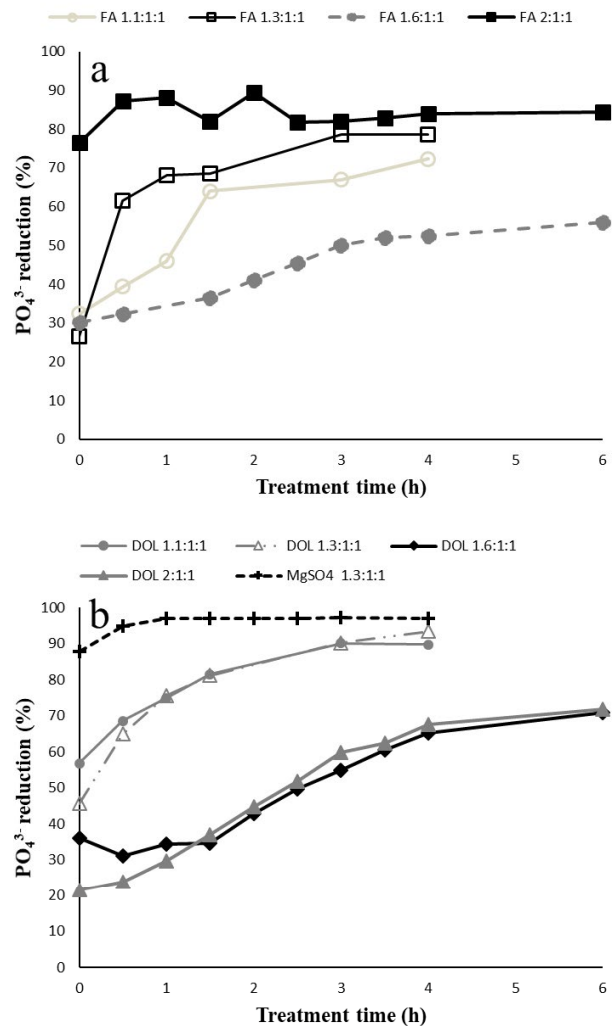 FA 1.1:1:1 FA 1.3:1:1 FA 1.6:1:1 FA 2:1:1
a
100
90
80
70
60
50
40
30
20
10
0
PO₄³⁻ reduction (%)
0 1 2 3 4 5 6
Treatment time (h)
DOL 1.1:1:1 DOL 1.3:1:1 DOL 1.6:1:1
DOL 2:1:1 MgSO4 1.3:1:1
b
100
90
80
70
60
50
40
30
20
10
0
PO₄³⁻ reduction (%)
0 1 2 3 4 5 6
Treatment time (h)